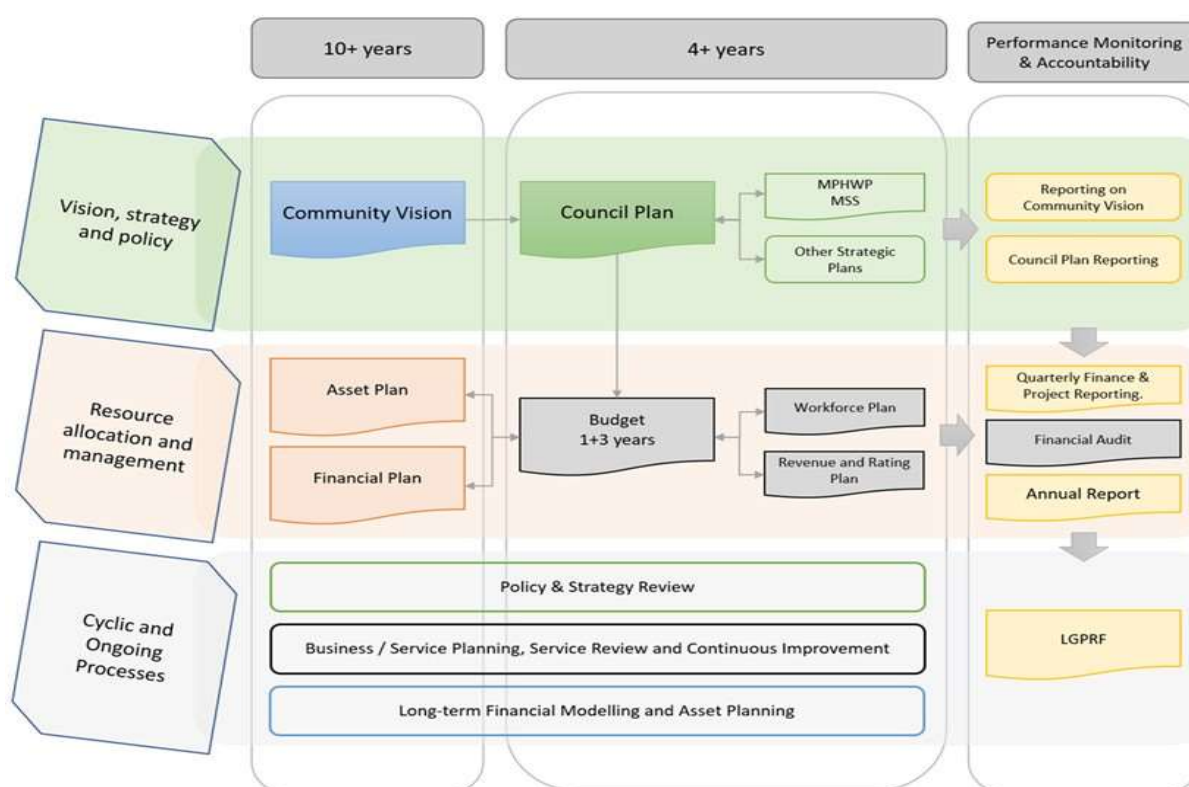 10+ years
4+ years
Performance Monitoring
& Accountability
Vision, strategy
and policy
Community Vision
Council Plan
MPHWP
MSS
Other Strategic
Plans
Reporting on
Community Vision
Council Plan Reporting
Resource
allocation and
management
Asset Plan
Financial Plan
Budget
1+3 years
Workforce Plan
Revenue and Rating
Plan
Quarterly Finance &
Project Reporting.
Financial Audit
Annual Report
Cyclic and
Ongoing
Processes
Policy & Strategy Review
Business / Service Planning, Service Review and Continuous Improvement
Long-term Financial Modelling and Asset Planning
LGPRF